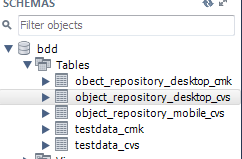 SCHEMAS
Filter objects
bdd
Tables
obect_repository_desktop_cmk
object_repository_desktop_cvs
object_repository_mobile_cvs
testdata_cmk
testdata_cvs